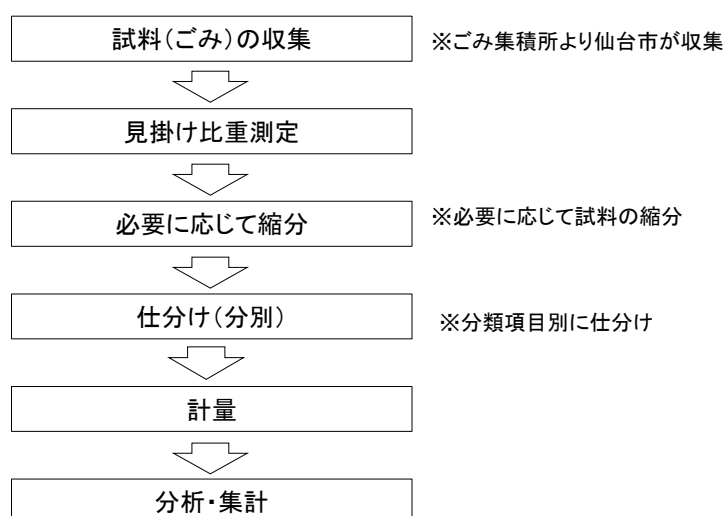 試料（ごみ）の収集
※ごみ集積所より仙台市が収集
見掛け比重測定
必要に応じて縮分
※必要に応じて試料の縮分
仕分け（分別）
※分類項目別に仕分け
計量
分析・集計